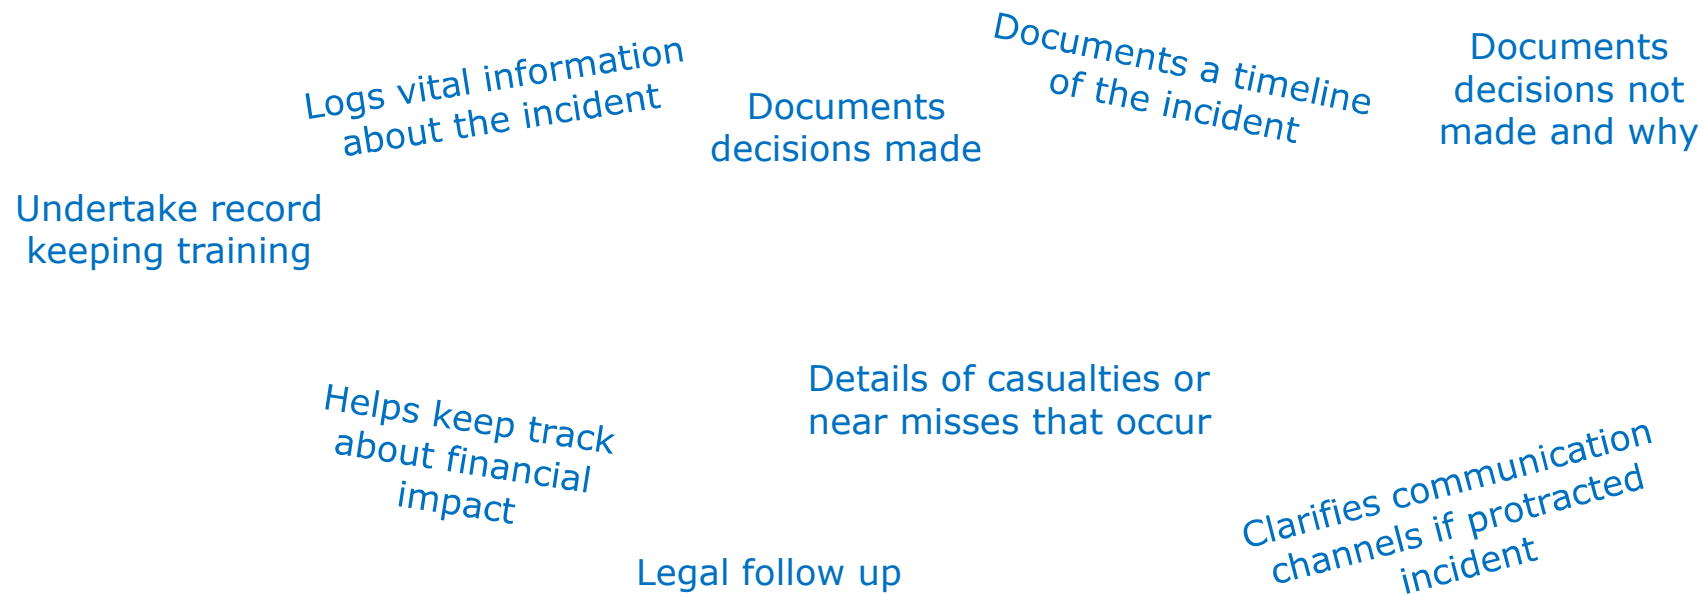 Logs vital information
about the incident
Documents
decisions made
Documents a timeline
of the incident
Documents
decisions not
made and why
Undertake record
keeping training
Helps keep track
about financial
impact
Details of casualties or
near misses that occur
Clarifies communication
channels if protracted
incident
Legal follow up